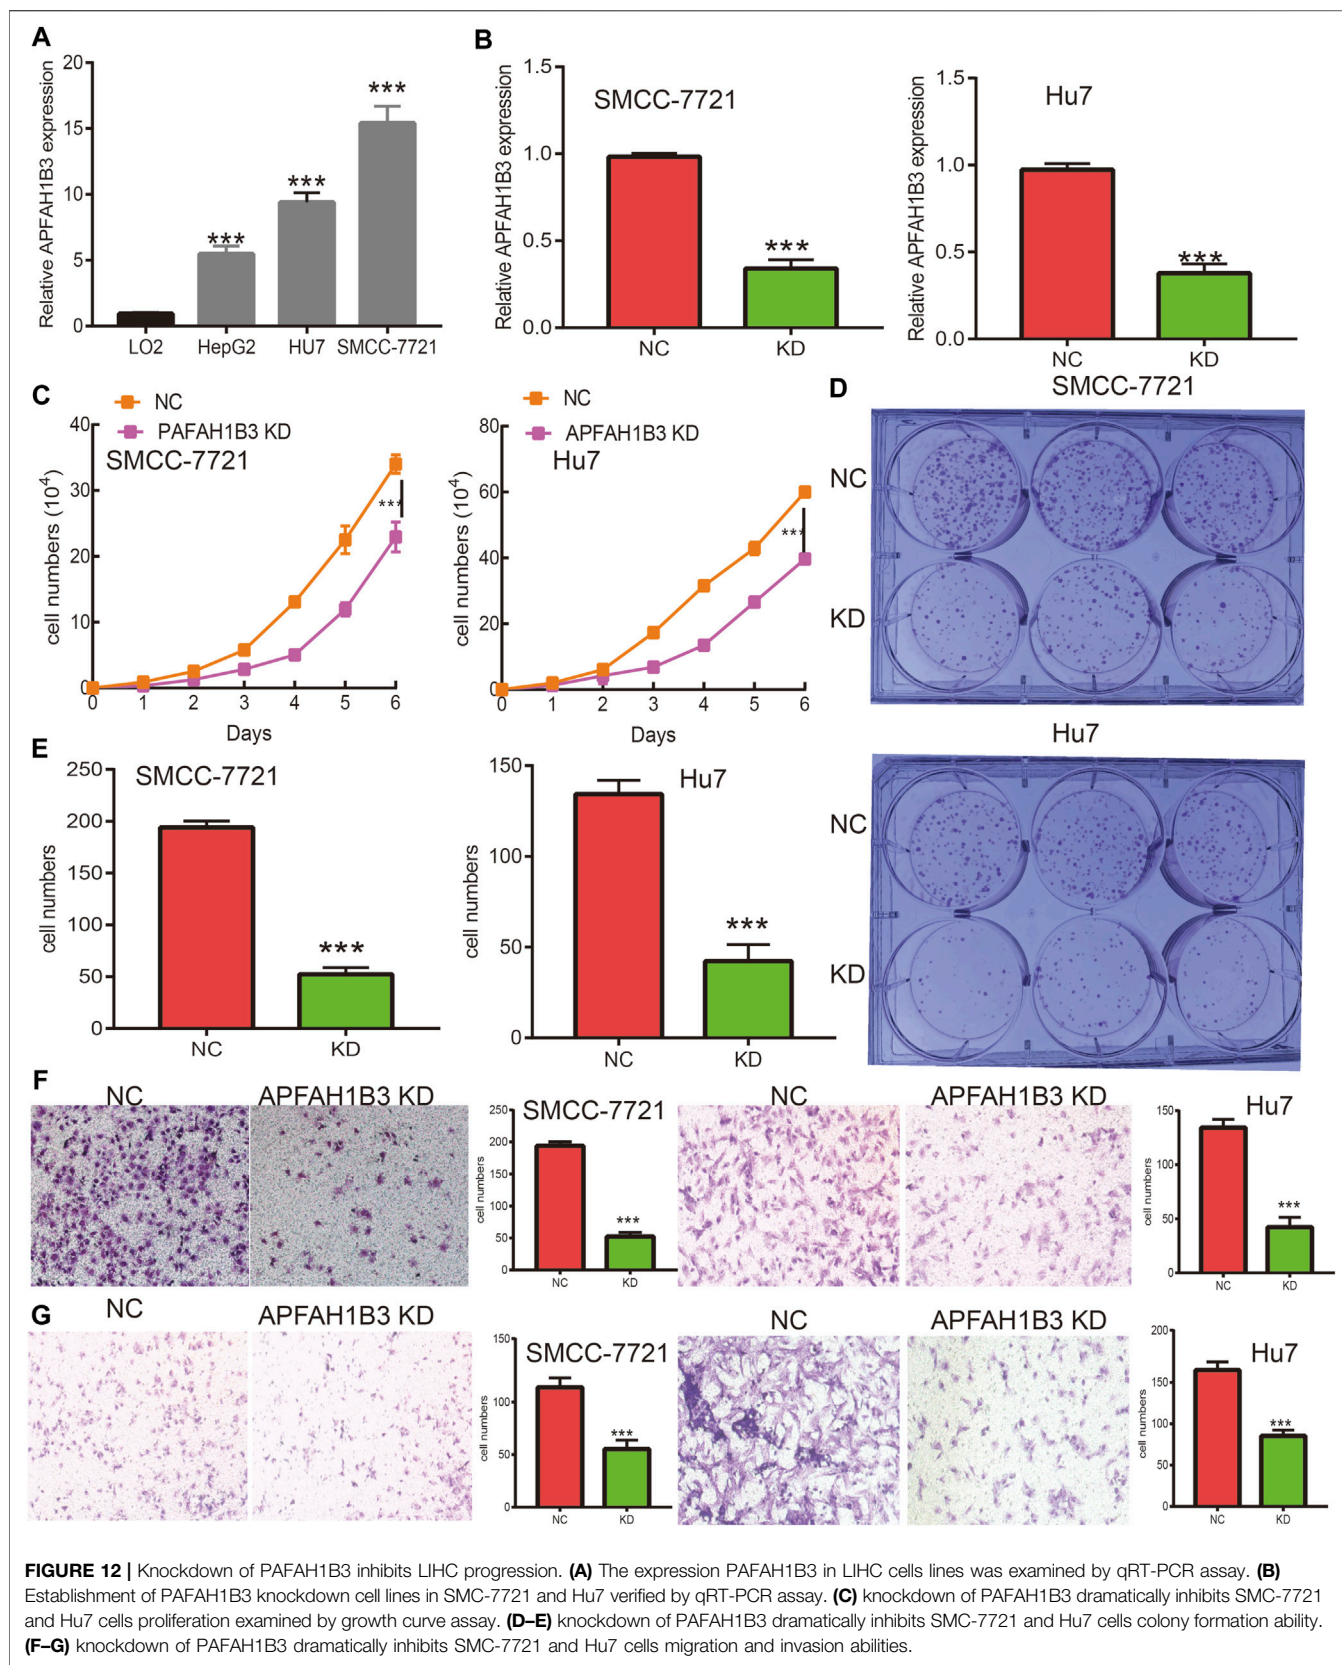 A
Relative APFAH1B3 expression
20
15
10
5
0
***
***
***
LO2 HepG2 HU7 SMCC-7721
B
Relative APFAH1B3 expression
1.5
1.0
0.5
0.0
SMCC-7721
***
NC KD
Relative APFAH1B3 expression
1.5
1.0
0.5
0.0
Hu7
***
NC KD
C
NC
PAFAH1B3 KD
SMCC-7721
cell numbers (10⁴)
40
30
20
10
0
***
0 1 2 3 4 5 6
Days
NC
APFAH1B3 KD
Hu7
cell numbers (10⁴)
80
60
40
20
0
***
0 1 2 3 4 5 6
Days
D
SMCC-7721
NC
KD
Hu7
NC
KD
E
SMCC-7721
cell numbers
250
200
150
100
50
0
***
NC KD
Hu7
cell numbers
150
100
50
0
***
NC KD
F
NC APFAH1B3 KD
SMCC-7721
cell numbers
250
200
150
100
50
0
***
NC KD
NC APFAH1B3 KD
Hu7
cell numbers
150
100
50
0
***
NC KD
G
NC APFAH1B3 KD
SMCC-7721
cell numbers
150
100
50
0
***
NC KD
NC APFAH1B3 KD
Hu7
cell numbers
200
150
100
50
0
***
NC KD
FIGURE 12 | Knockdown of PAFAH1B3 inhibits LIHC progression. (A) The expression PAFAH1B3 in LIHC cells lines was examined by qRT-PCR assay. (B)
Establishment of PAFAH1B3 knockdown cell lines in SMC-7721 and Hu7 verified by qRT-PCR assay. (C) knockdown of PAFAH1B3 dramatically inhibits SMC-7721
and Hu7 cells proliferation examined by growth curve assay. (D–E) knockdown of PAFAH1B3 dramatically inhibits SMC-7721 and Hu7 cells colony formation ability.
(F–G) knockdown of PAFAH1B3 dramatically inhibits SMC-7721 and Hu7 cells migration and invasion abilities.